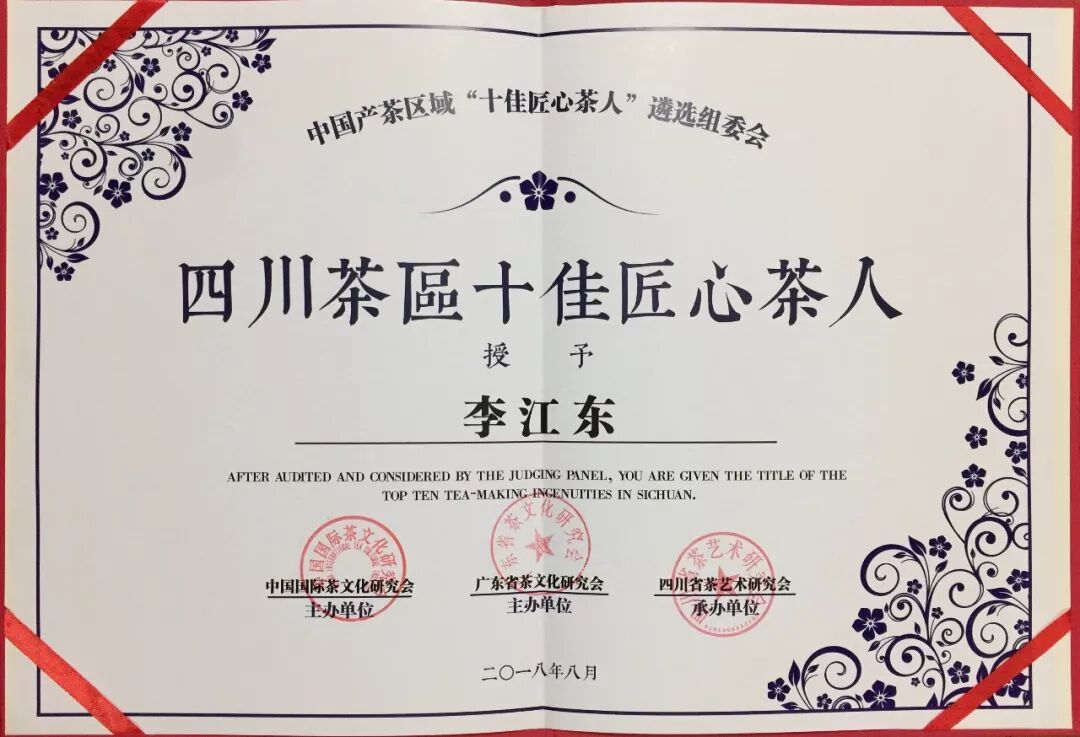 中国产茶区域“十佳匠心茶人”遴选组委会
四川茶區十佳匠心茶人
授 予
李江东
AFTER AUDITED AND CONSIDERED BY THE JUDGING PANEL, YOU ARE GIVEN THE TITLE OF THE
TOP TEN TEA-MAKING INGENUITIES IN SICHUAN.
中国国际茶文化研究会
主办单位
广东省茶文化研究会
主办单位
四川省茶艺术研究会
承办单位
二〇一八年八月